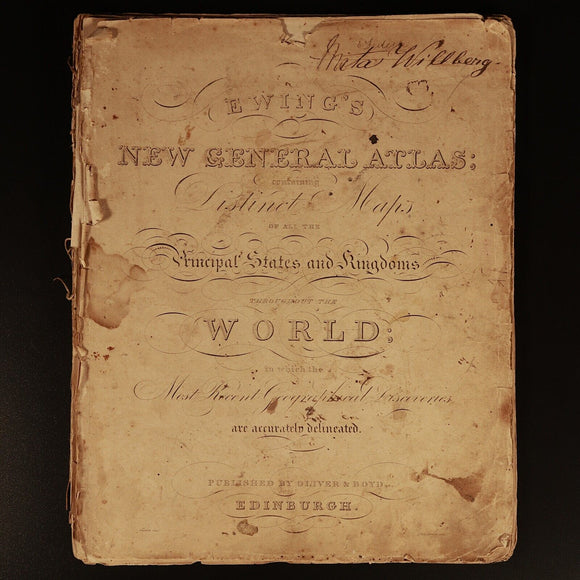 Willberg
EWING'S
NEW GENERAL ATLAS;
containing
Distinct Maps
OF ALL THE
Principal States and Kingdoms
THROUGHOUT THE
WORLD;
in which the
Most Recent Geographical Discoveries,
are accurately delineated.
PUBLISHED BY OLIVER & BOYD,
EDINBURGH.